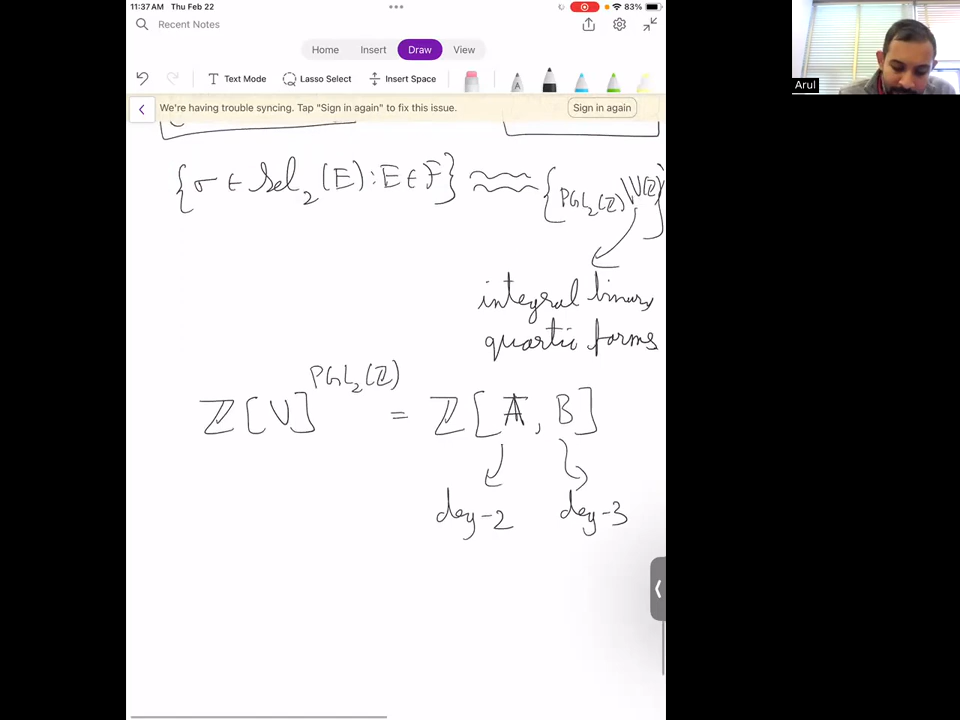 11:37 AM Thu Feb 22
83%
Recent Notes
Home Insert Draw View
Text Mode Lasso Select Insert Space
We're having trouble syncing. Tap "Sign in again" to fix this issue. Sign in again
Arul
{σ ∈ Sel₂(E) : E ∈ F} ≈≈ {PGL₂(ℤ)\V(ℤ)}
integral binary
quartic forms
ℤ[V]^{PGL₂(ℤ)} = ℤ[A, B]
deg-2 deg-3